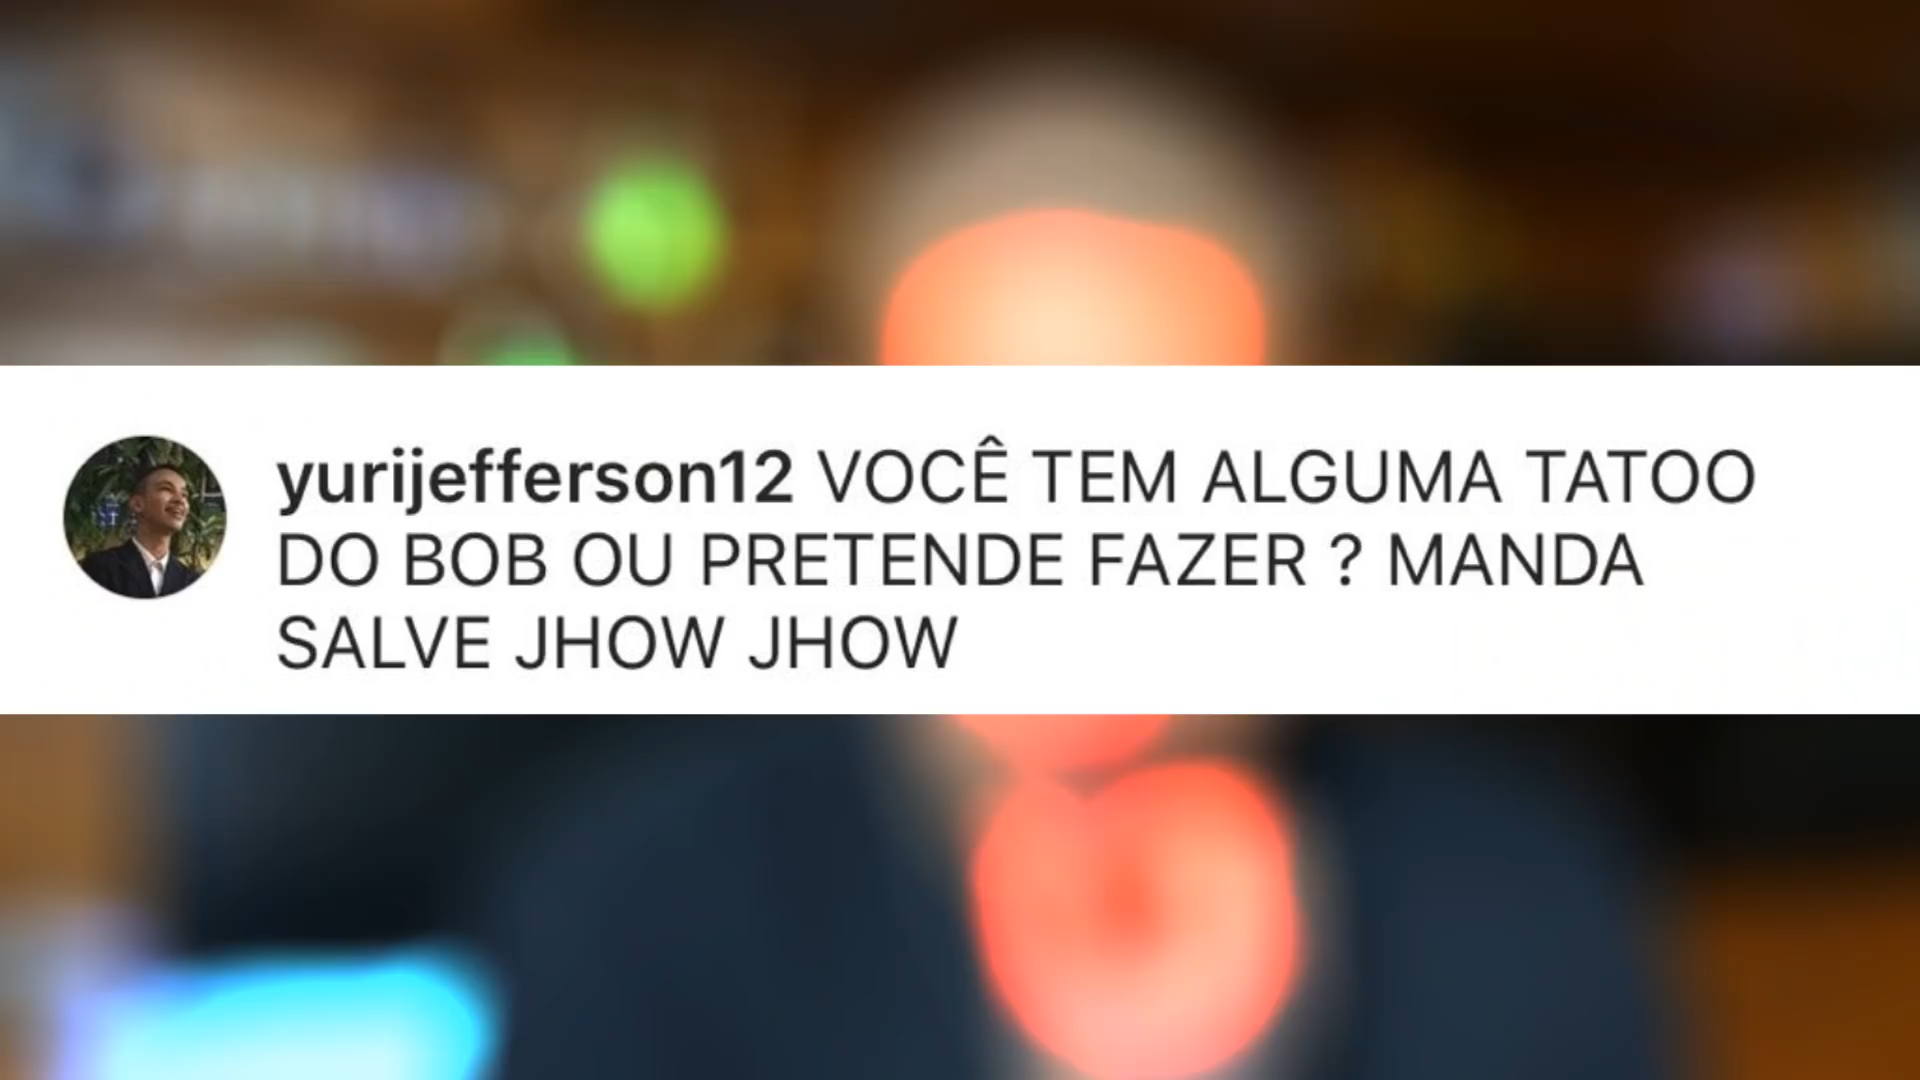 yurijefferson12 VOCÊ TEM ALGUMA TATOO
DO BOB OU PRETENDE FAZER ? MANDA
SALVE JHOW JHOW